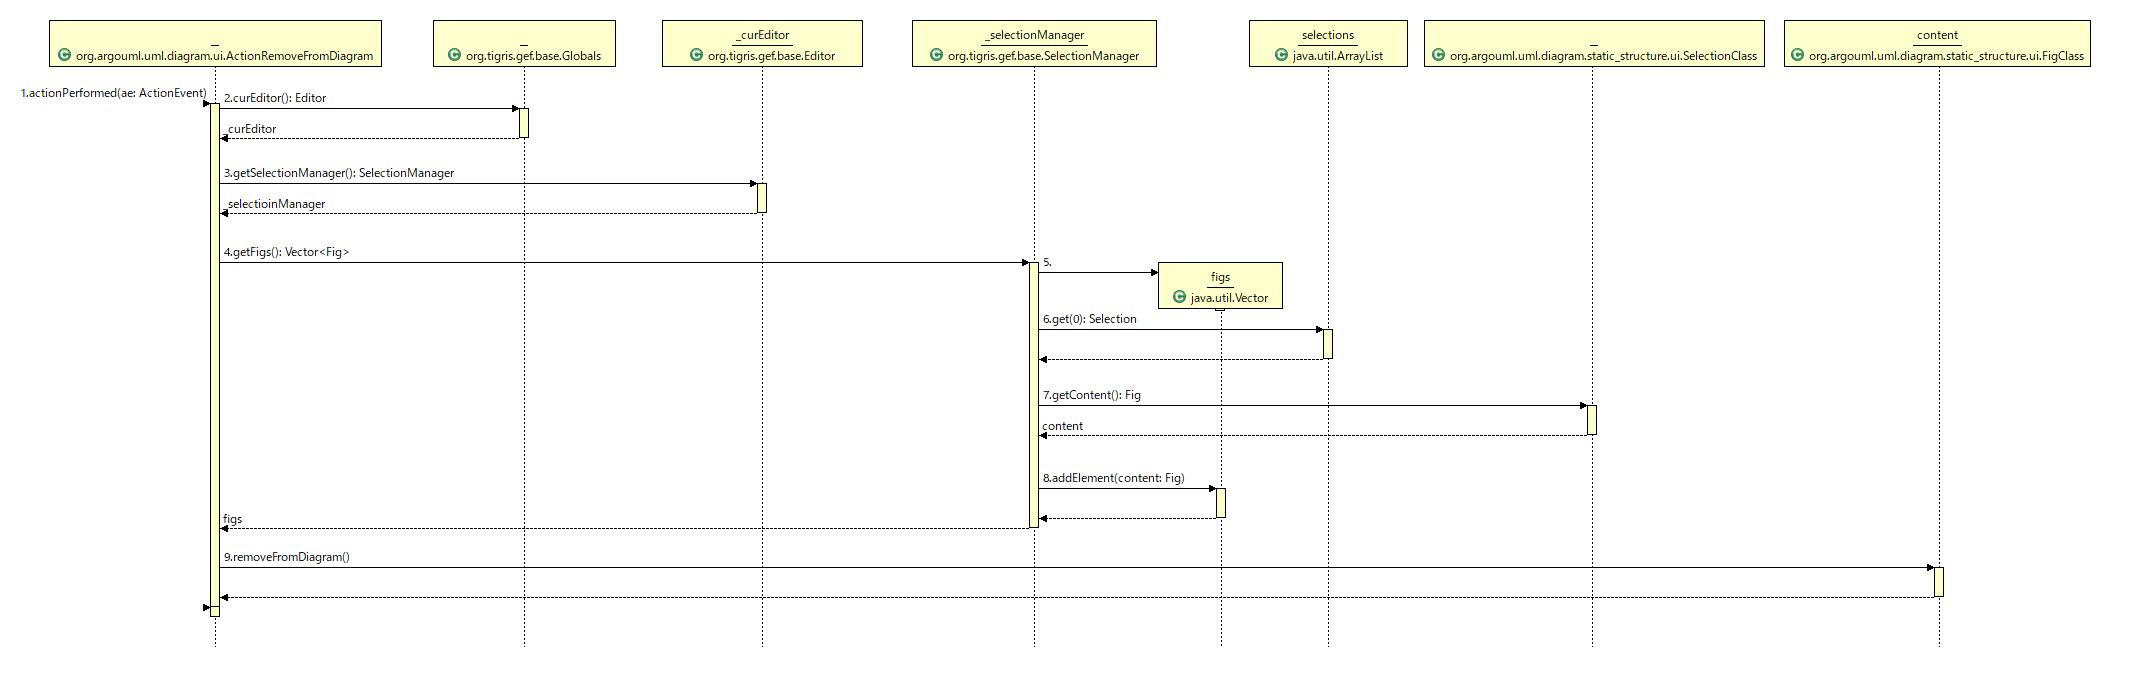 _
org.argouml.uml.diagram.ui.ActionRemoveFromDiagram
_
org.tigris.gef.base.Globals
_curEditor
org.tigris.gef.base.Editor
_selectionManager
org.tigris.gef.base.SelectionManager
selections
java.util.ArrayList
_
org.argouml.uml.diagram.static_structure.ui.SelectionClass
content
org.argouml.uml.diagram.static_structure.ui.FigClass
1.actionPerformed(ae: ActionEvent)
2.curEditor(): Editor
_curEditor
3.getSelectionManager(): SelectionManager
_selectioinManager
4.getFigs(): Vector<Fig>
5.
figs
java.util.Vector
6.get(0): Selection
7.getContent(): Fig
content
8.addElement(content: Fig)
figs
9.removeFromDiagram()